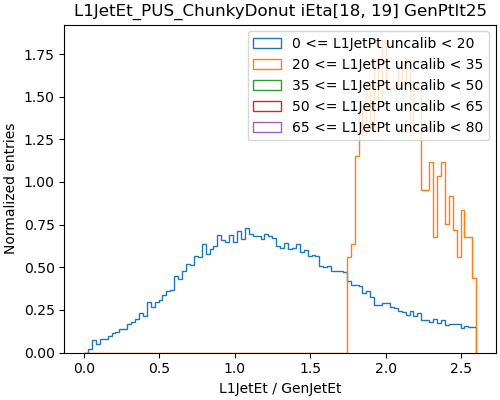 L1JetEt_PUS_ChunkyDonut iEta[18, 19] GenPtlt25
0 <= L1JetPt uncalib < 20
20 <= L1JetPt uncalib < 35
35 <= L1JetPt uncalib < 50
50 <= L1JetPt uncalib < 65
65 <= L1JetPt uncalib < 80
Normalized entries
1.75
1.50
1.25
1.00
0.75
0.50
0.25
0.00
0.0 0.5 1.0 1.5 2.0 2.5
L1JetEt / GenJetEt